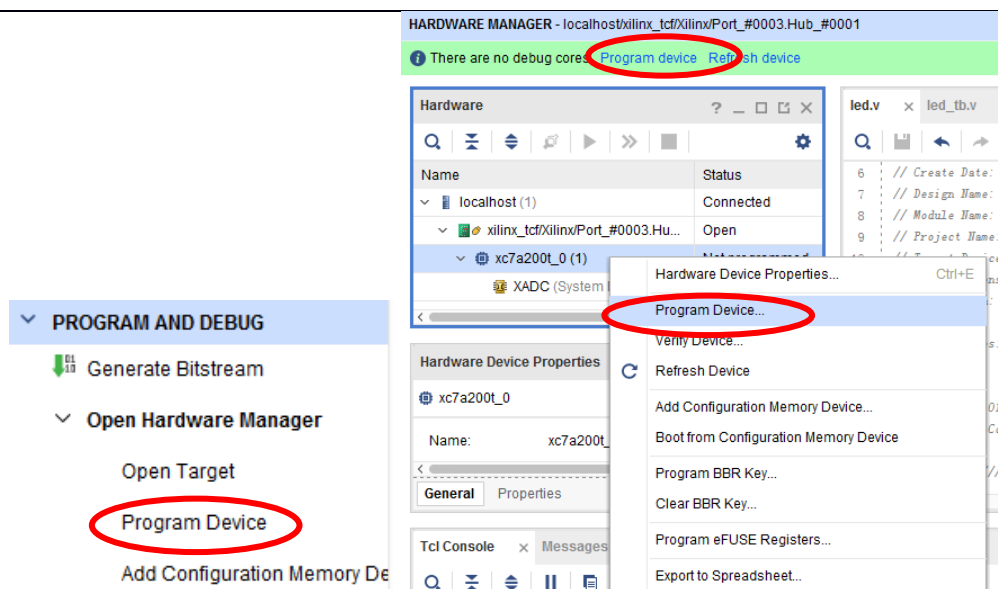 HARDWARE MANAGER - localhost/xilinx_tcf/Xilinx/Port_#0003.Hub_#0001
There are no debug cores. Program device Refresh device
Hardware
Name Status
localhost (1) Connected
xilinx_tcf/Xilinx/Port_#0003.Hu... Open
xc7a200t_0 (1) Not programmed
XADC (System
Hardware Device Properties
xc7a200t_0
Name: xc7a200t_
General Properties
Tcl Console Messages
led.v led_tb.v
6 // Create Date:
7 // Design Name:
8 // Module Name:
9 // Project Name:
Hardware Device Properties... Ctrl+E
Program Device...
Verify Device...
Refresh Device
Add Configuration Memory Device...
Boot from Configuration Memory Device
Program BBR Key...
Clear BBR Key...
Program eFUSE Registers...
Export to Spreadsheet...
PROGRAM AND DEBUG
Generate Bitstream
Open Hardware Manager
Open Target
Program Device
Add Configuration Memory De